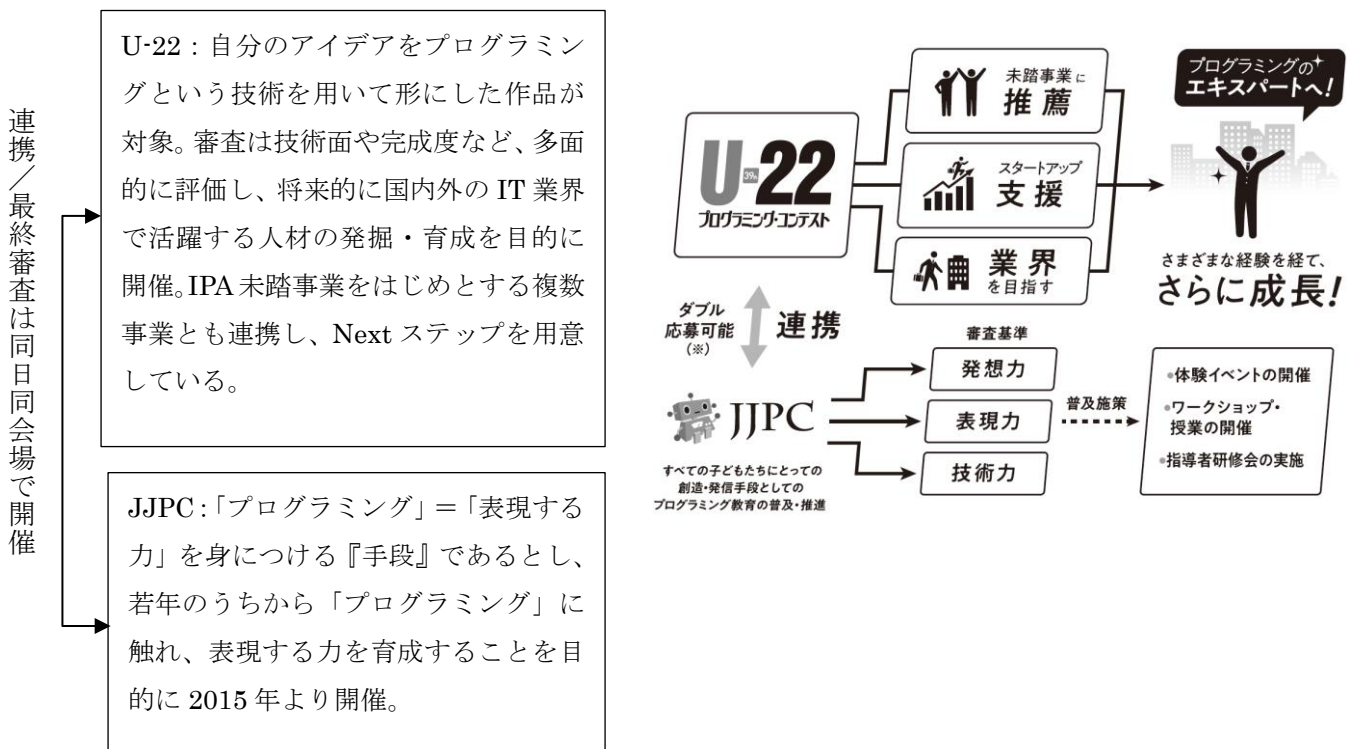 連携／最終審査は同日同会場で開催
U-22：自分のアイデアをプログラミン
グという技術を用いて形にした作品が
対象。審査は技術面や完成度など、多面
的に評価し、将来的に国内外の IT 業界
で活躍する人材の発掘・育成を目的に
開催。IPA 未踏事業をはじめとする複数
事業とも連携し、Next ステップを用意
している。
JJPC：「プログラミング」＝「表現する
力」を身につける『手段』であるとし、
若年のうちから「プログラミング」に
触れ、表現する力を育成することを目
的に 2015 年より開催。
U-22
39th
プログラミング・コンテスト
未踏事業に
推薦
スタートアップ
支援
業界
を目指す
プログラミングの
エキスパートへ！
さまざまな経験を経て、
さらに成長！
ダブル
応募可能
（※）
連携
JJPC
すべての子どもたちにとっての
創造・発信手段としての
プログラミング教育の普及・推進
審査基準
発想力
表現力
技術力
普及施策
•体験イベントの開催
•ワークショップ・
授業の開催
•指導者研修会の実施